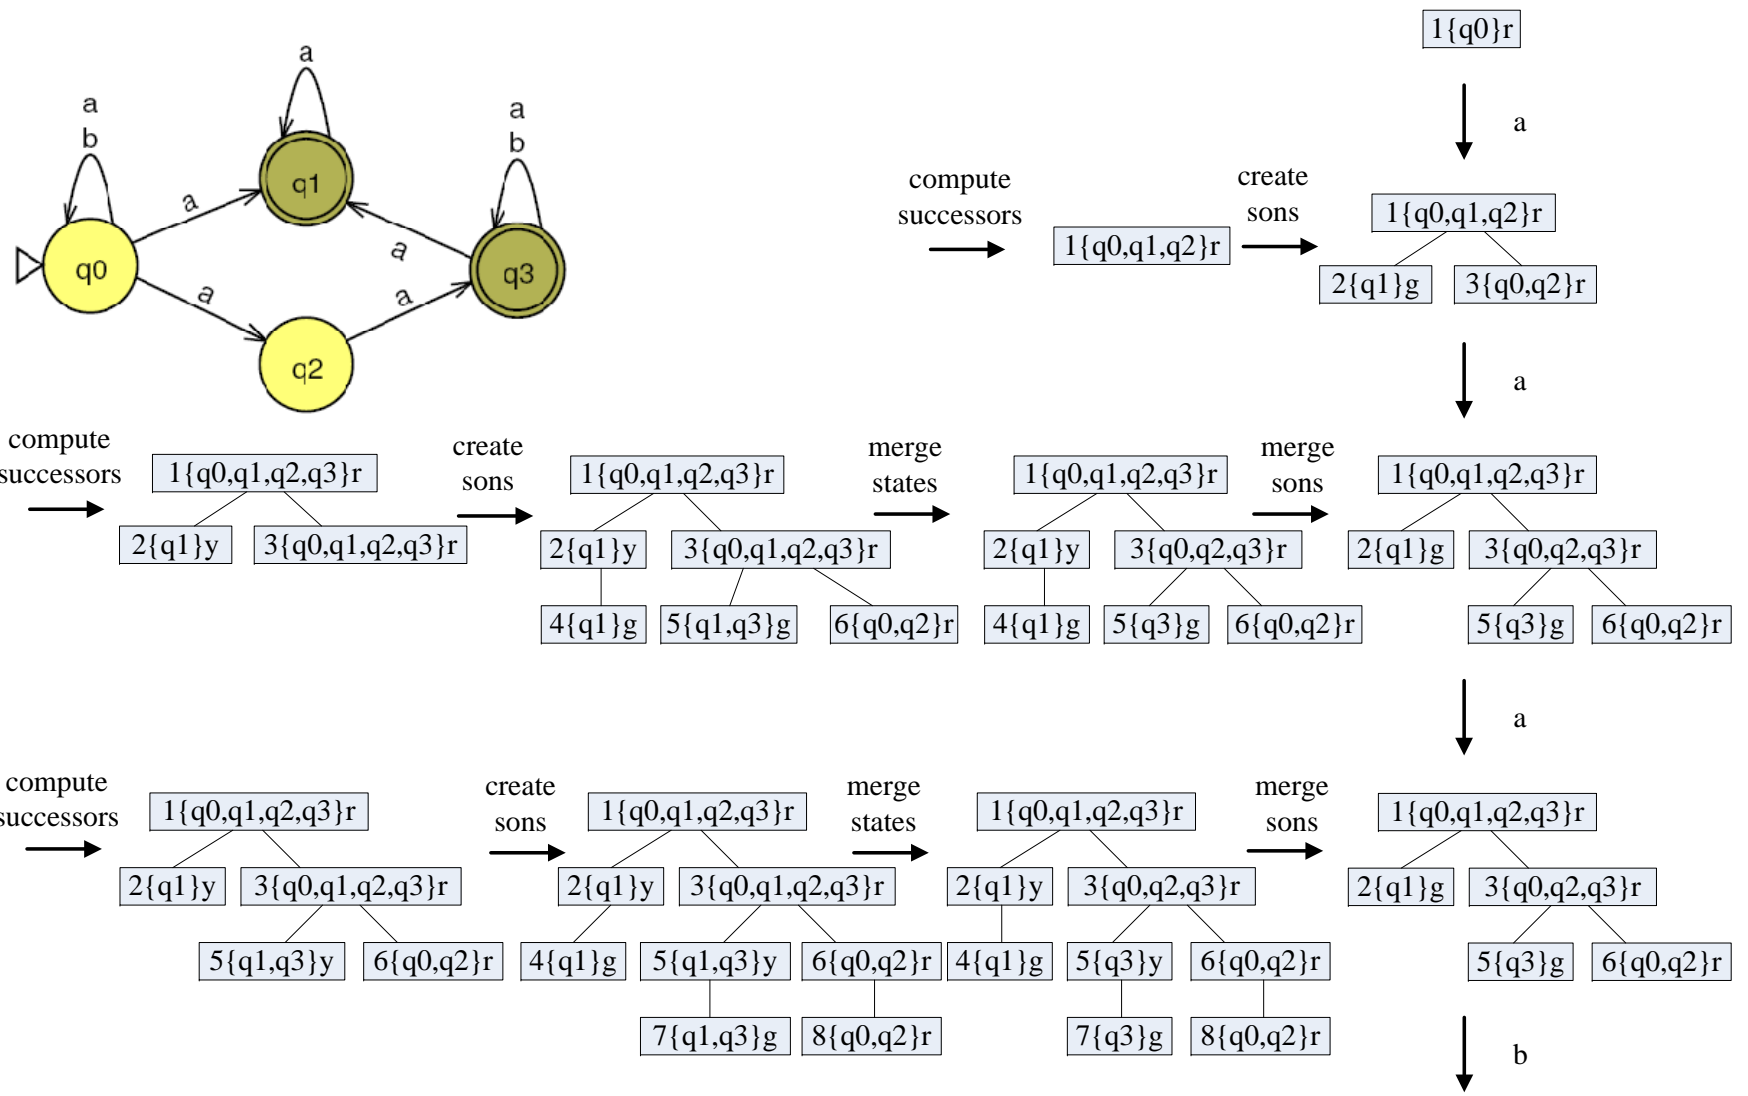 a
a
b
q1
a
b
a
q0
a
q3
a
a
q2
1{q0}r
a
compute
successors
1{q0,q1,q2}r
create
sons
1{q0,q1,q2}r
2{q1}g
3{q0,q2}r
a
compute
successors
1{q0,q1,q2,q3}r
2{q1}y
3{q0,q1,q2,q3}r
create
sons
1{q0,q1,q2,q3}r
2{q1}y
3{q0,q1,q2,q3}r
4{q1}g
5{q1,q3}g
6{q0,q2}r
merge
states
1{q0,q1,q2,q3}r
2{q1}y
3{q0,q2,q3}r
4{q1}g
5{q3}g
6{q0,q2}r
merge
sons
1{q0,q1,q2,q3}r
2{q1}g
3{q0,q2,q3}r
5{q3}g
6{q0,q2}r
a
compute
successors
1{q0,q1,q2,q3}r
2{q1}y
3{q0,q1,q2,q3}r
5{q1,q3}y
6{q0,q2}r
create
sons
1{q0,q1,q2,q3}r
2{q1}y
3{q0,q1,q2,q3}r
4{q1}g
5{q1,q3}y
6{q0,q2}r
7{q1,q3}g
8{q0,q2}r
merge
states
1{q0,q1,q2,q3}r
2{q1}y
3{q0,q2,q3}r
4{q1}g
5{q3}y
6{q0,q2}r
7{q3}g
8{q0,q2}r
merge
sons
1{q0,q1,q2,q3}r
2{q1}g
3{q0,q2,q3}r
5{q3}g
6{q0,q2}r
b